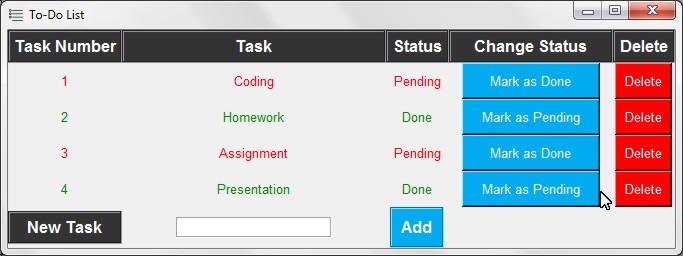 To-Do List
Task Number Task Status Change Status Delete
1 Coding Pending Mark as Done Delete
2 Homework Done Mark as Pending Delete
3 Assignment Pending Mark as Done Delete
4 Presentation Done Mark as Pending Delete
New Task Add